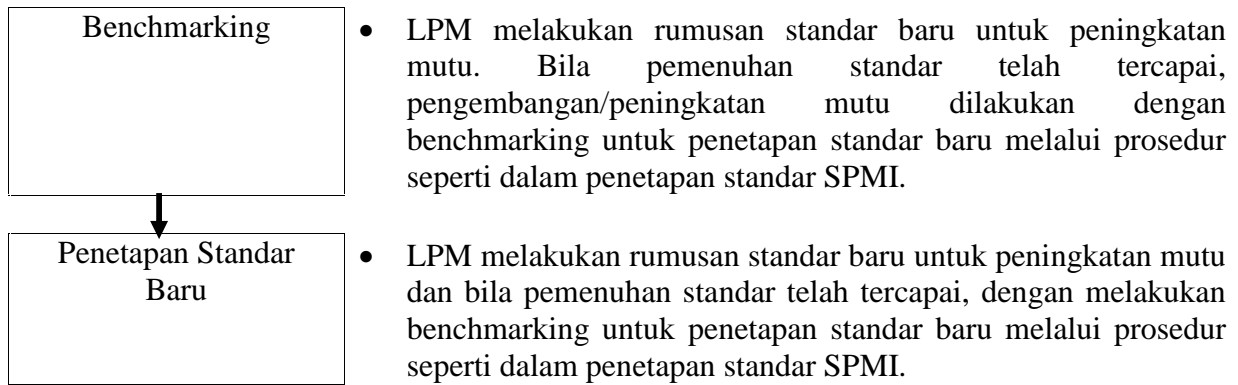 Benchmarking
• LPM melakukan rumusan standar baru untuk peningkatan
mutu. Bila pemenuhan standar telah tercapai,
pengembangan/peningkatan mutu dilakukan dengan
benchmarking untuk penetapan standar baru melalui prosedur
seperti dalam penetapan standar SPMI.
Penetapan Standar
Baru
• LPM melakukan rumusan standar baru untuk peningkatan mutu
dan bila pemenuhan standar telah tercapai, dengan melakukan
benchmarking untuk penetapan standar baru melalui prosedur
seperti dalam penetapan standar SPMI.